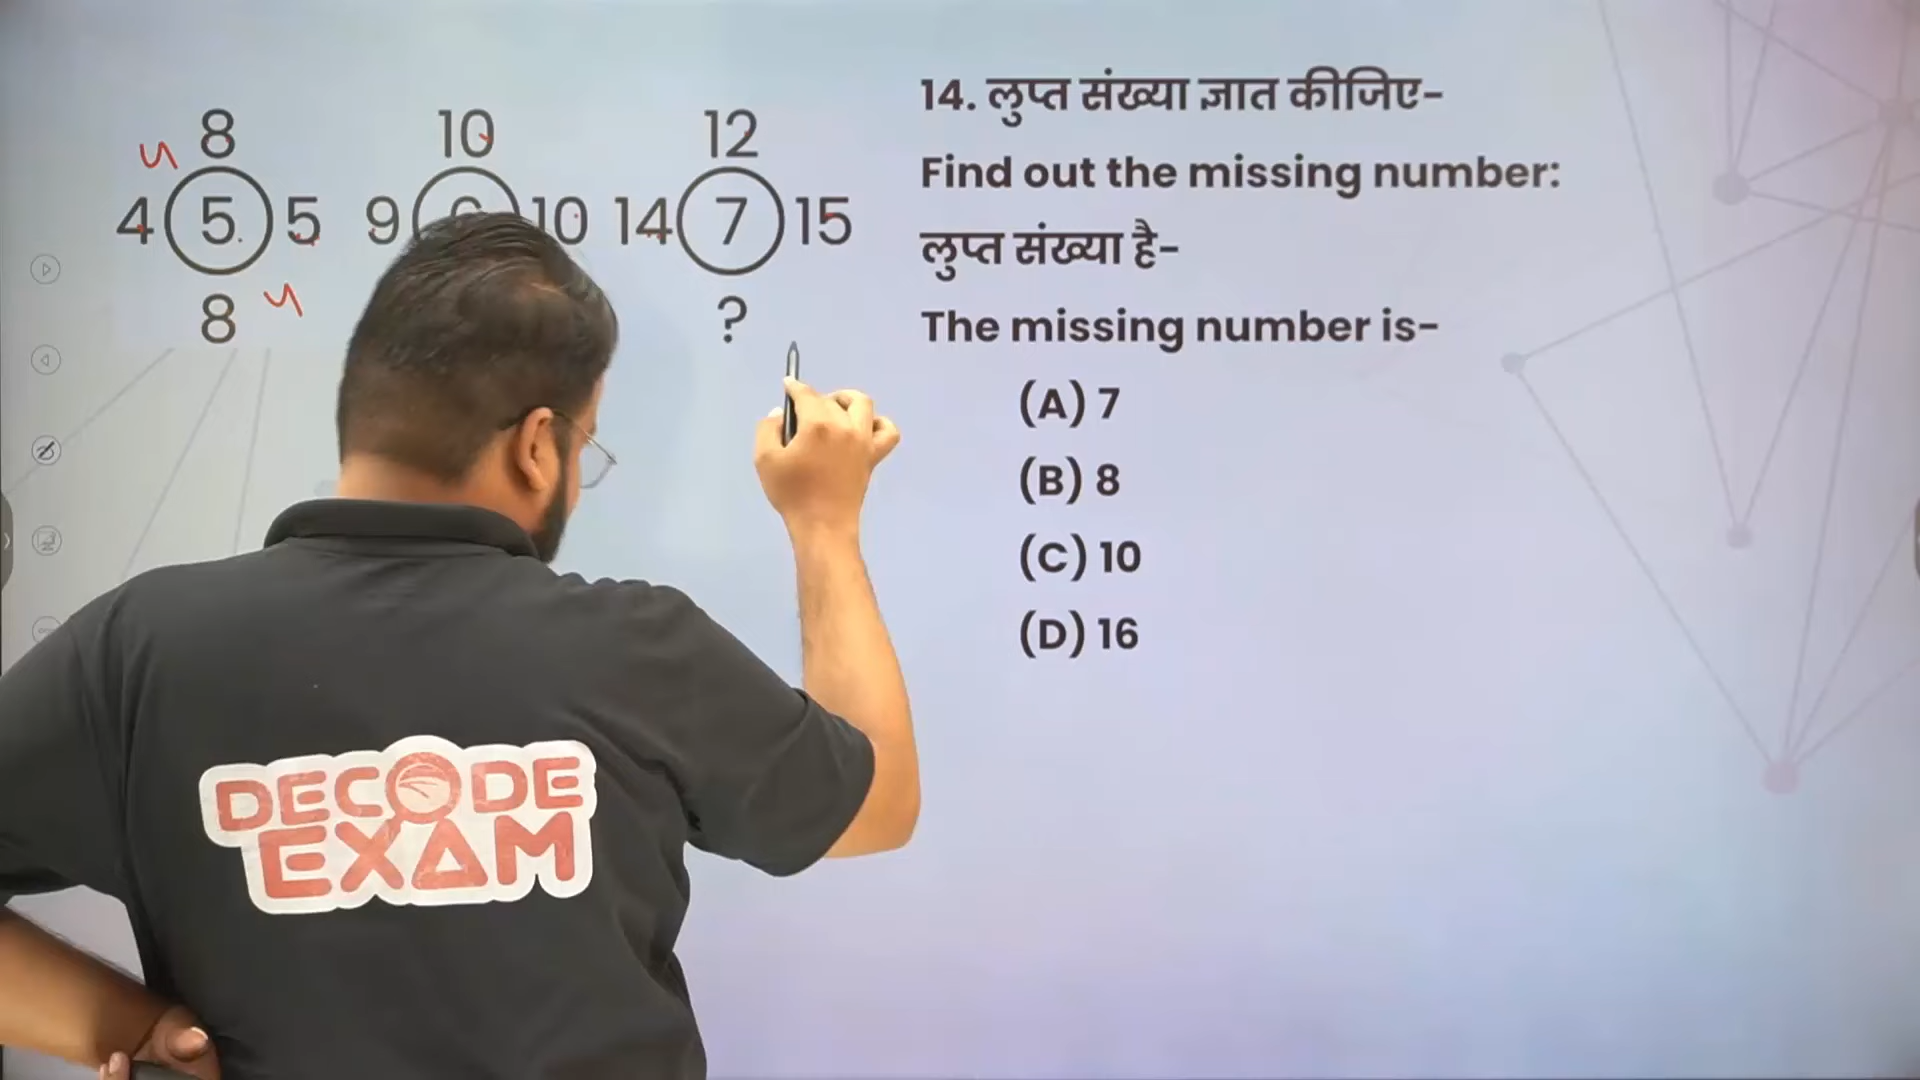 14. लुप्त संख्या ज्ञात कीजिए-
Find out the missing number:
लुप्त संख्या है-
The missing number is-
(A) 7
(B) 8
(C) 10
(D) 16
8 10 12
4 5 5 9 10 14 7 15
8 ?
DECODE
EXAM